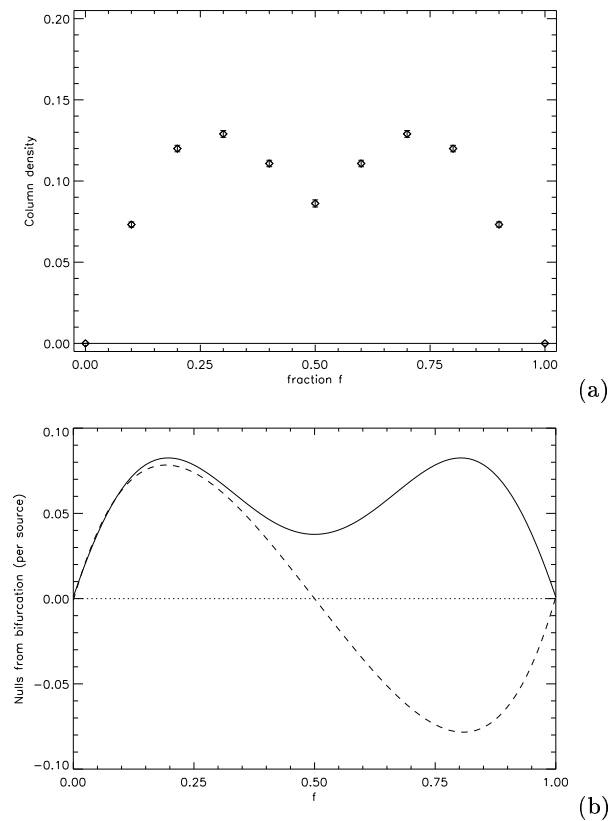 0.20
0.15
0.10
0.05
0.00
Column density
0.00 0.25 0.50 0.75 1.00
fraction f
(a)
0.10
0.05
0.00
−0.05
−0.10
Nulls from bifurcation (per source)
0.00 0.25 0.50 0.75 1.00
f
(b)